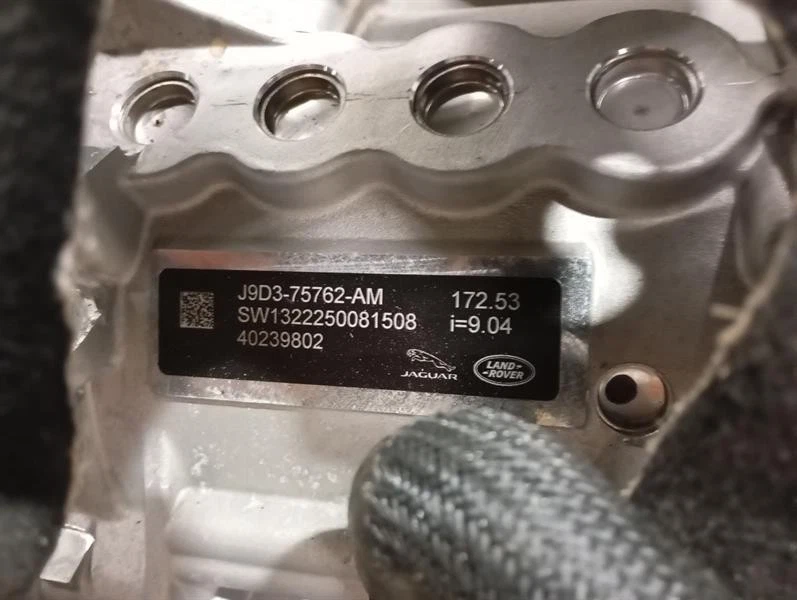 J9D3-75762-AM 172.53
SW1322250081508 i=9.04
40239802
JAGUAR
LAND-
-ROVER